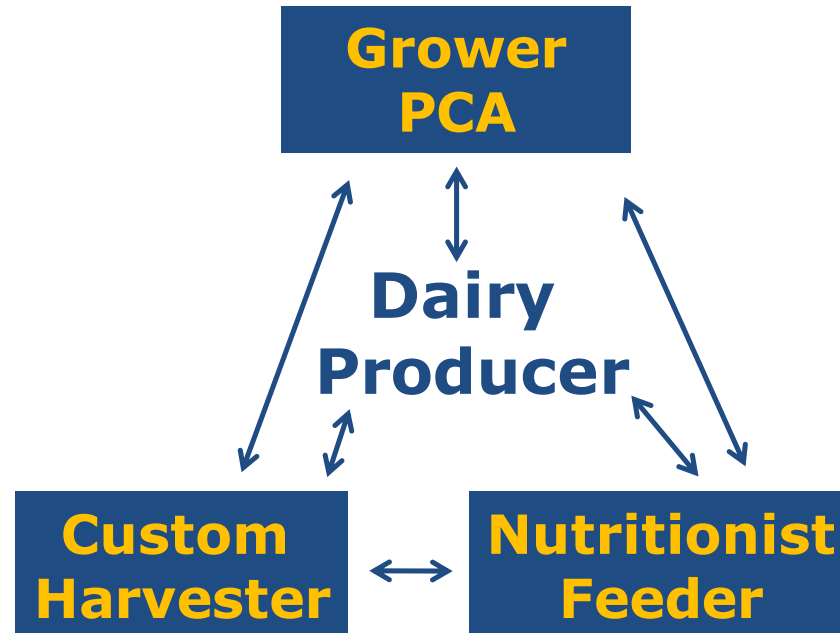 Grower
PCA
Dairy
Producer
Custom
Harvester
Nutritionist
Feeder